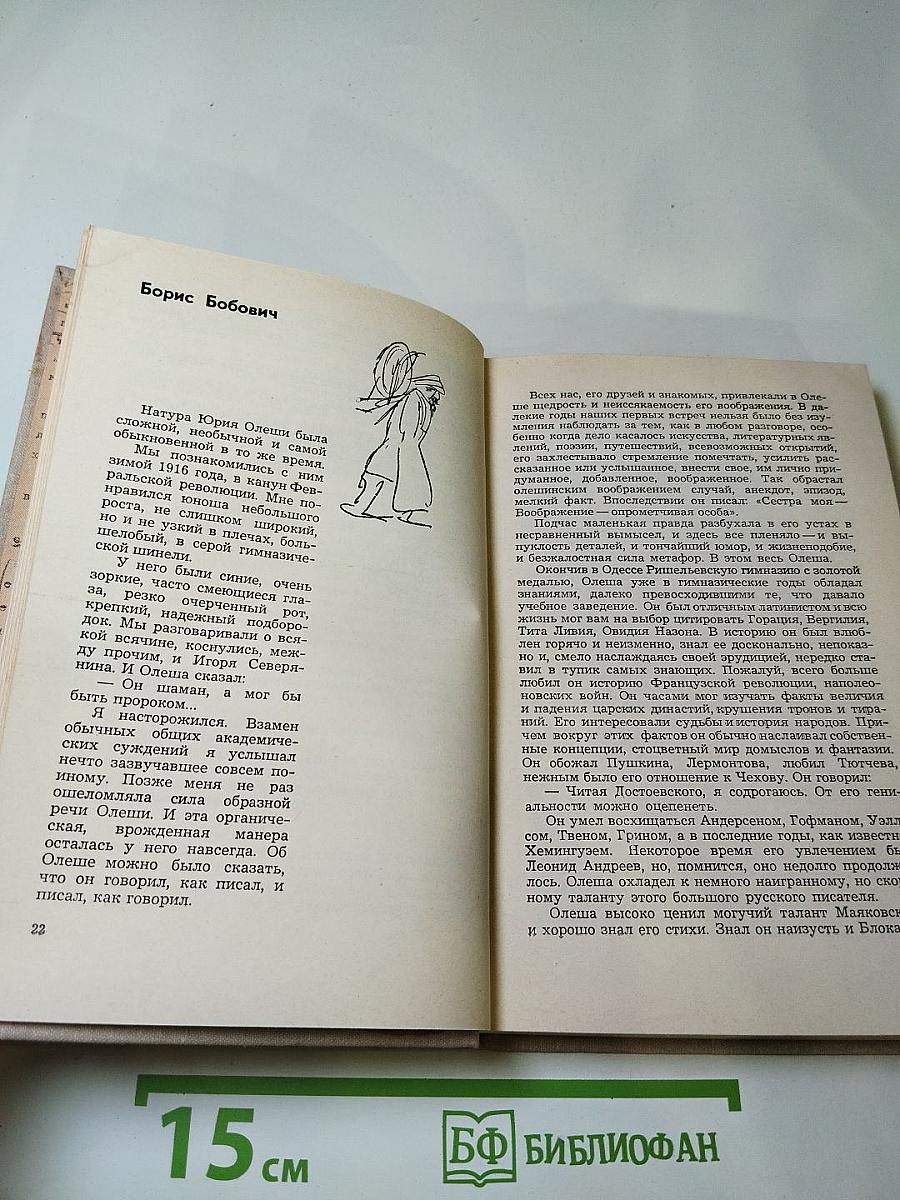 Борис Бобович
Натура Юрия Олеши была
сложной, необычной и самой
обыкновенной в то же время.
Мы познакомились с ним
зимой 1916 года, в канун Фев-
ральской революции. Мне по-
нравился юноша небольшого
роста, не слишком широкий,
но и не узкий в плечах, боль-
шелобый, в серой гимназиче-
ской шинели.
У него были синие, очень
зоркие, часто смеющиеся гла-
за, резко очерченный рот,
крепкий, надежный подборо-
док. Мы разговаривали о вся-
кой всячине, коснулись, меж-
ду прочим, и Игоря Северя-
нина. И Олеша сказал:
— Он шаман, а мог бы
быть пророком...
Я насторожился. Взамен
обычных общих академиче-
ских суждений я услышал
нечто зазвучавшее совсем по-
иному. Позже меня не раз
ошеломляла сила образной
речи Олеши. И эта органиче-
ская, врожденная манера
осталась у него навсегда. Об
Олеше можно было сказать,
что он говорил, как писал, и
писал, как говорил.
22
Всех нас, его друзей и знакомых, привлекали в Оле-
ше щедрость и неиссякаемость его воображения. В да-
лекие годы наших первых встреч нельзя было без изу-
мления наблюдать за тем, как в любом разговоре, осо-
бенно когда дело касалось искусства, литературных яв-
лений, поэзии, путешествий, всевозможных открытий,
его захлестывало стремление помечтать, усилить рас-
сказанное или услышанное, внести свое, им лично при-
думанное, добавленное, воображенное. Так обрастал
олешинским воображением случай, анекдот, эпизод,
мелкий факт. Впоследствии он писал: «Сестра моя —
Воображение — опрометчивая особа».
Подчас маленькая правда разбухала в его устах в
несравненный вымысел, и здесь все пленяло — и вы-
пуклость деталей, и тончайший юмор, и жизнеподобие,
и безжалостная сила метафор. В этом весь Олеша.
Окончив в Одессе Ришельевскую гимназию с золотой
медалью, Олеша уже в гимназические годы обладал
знаниями, далеко превосходившими те, что давало
учебное заведение. Он был отличным латинистом и всю
жизнь мог вам на выбор цитировать Горация, Вергилия,
Тита Ливия, Овидия Назона. В историю он был влюб-
лен горячо и неизменно, знал ее досконально, непоказ-
но и, смело наслаждаясь своей эрудицией, нередко ста-
вил в тупик самых знающих. Пожалуй, всего больше
любил он историю Французской революции, наполео-
новских войн. Он часами мог изучать факты величия
и падения царских династий, крушения тронов и тира-
ний. Его интересовали судьбы и история народов. При-
чем вокруг этих фактов он обычно наслаивал собствен-
ные концепции, стоцветный мир домыслов и фантазии.
Он обожал Пушкина, Лермонтова, любил Тютчева,
нежным было его отношение к Чехову. Он говорил:
— Читая Достоевского, я содрогаюсь. От его гени-
альности можно оцепенеть.
Он умел восхищаться Андерсеном, Гофманом, Уэлл
сом, Твеном, Грином, а в последние годы, как известн
Хемингуэем. Некоторое время его увлечением бы
Леонид Андреев, но, помнится, оно недолго продолж
лось. Олеша охладел к немного наигранному, но ско
ному таланту этого большого русского писателя.
Олеша высоко ценил могучий талант Маяковск
и хорошо знал его стихи. Знал он наизусть и Блока
15 см
БФ БИБЛИОФАН